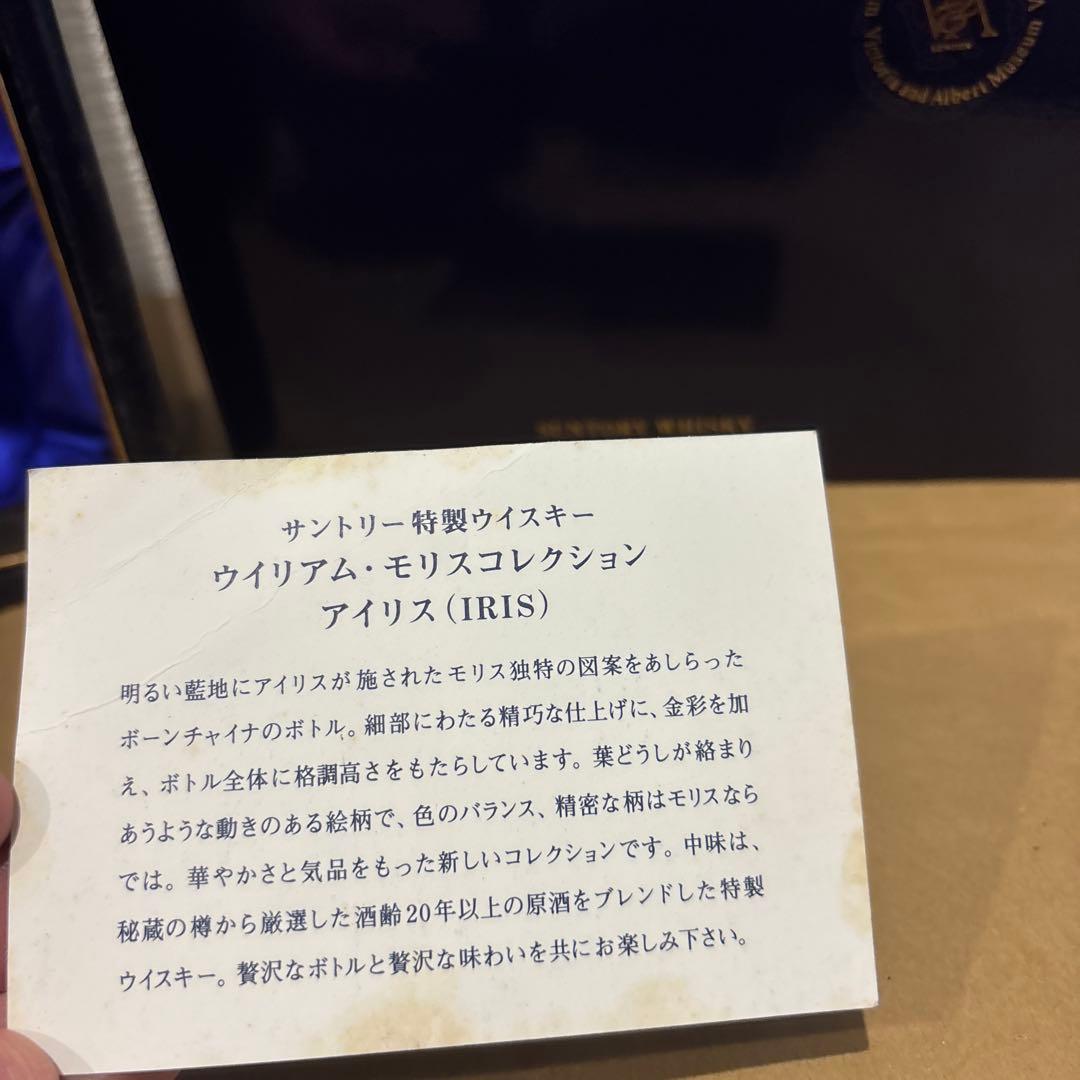 Victoria and Albert Museum V
SUNTORY WHISKY
サントリー特製ウイスキー
ウイリアム・モリスコレクション
アイリス(IRIS)
明るい藍地にアイリスが施されたモリス独特の図案をあしらった
ボーンチャイナのボトル。細部にわたる精巧な仕上げに、金彩を加
え、ボトル全体に格調高さをもたらしています。葉どうしが絡まり
あうような動きのある絵柄で、色のバランス、精密な柄はモリスなら
では。華やかさと気品をもった新しいコレクションです。中味は、
秘蔵の樽から厳選した酒齢20年以上の原酒をブレンドした特製
ウイスキー。贅沢なボトルと贅沢な味わいを共にお楽しみ下さい。